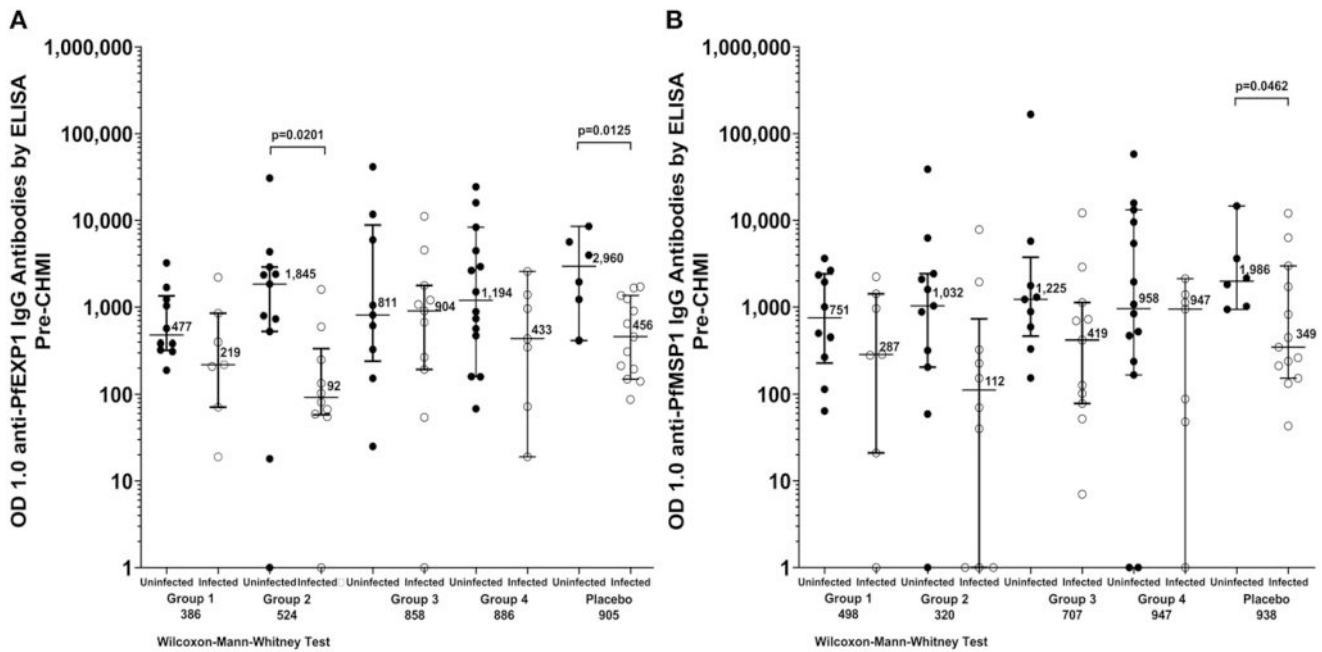 A
OD 1.0 anti-PfEXP1 IgG Antibodies by ELISA
Pre-CHMI
1,000,000
100,000
10,000
1,000
100
10
1
p=0.0201
p=0.0125
477
219
1,845
92
811
904
1,194
433
2,960
456
Uninfected Infected Uninfected Infected Uninfected Infected Uninfected Infected Uninfected Infected
Group 1 Group 2 Group 3 Group 4 Placebo
386 524 858 886 905
Wilcoxon-Mann-Whitney Test
B
OD 1.0 anti-PfMSP1 IgG Antibodies by ELISA
Pre-CHMI
1,000,000
100,000
10,000
1,000
100
10
1
p=0.0462
751
287
1,032
112
1,225
419
958
947
1,986
349
Uninfected Infected Uninfected Infected Uninfected Infected Uninfected Infected Uninfected Infected
Group 1 Group 2 Group 3 Group 4 Placebo
498 320 707 947 938
Wilcoxon-Mann-Whitney Test